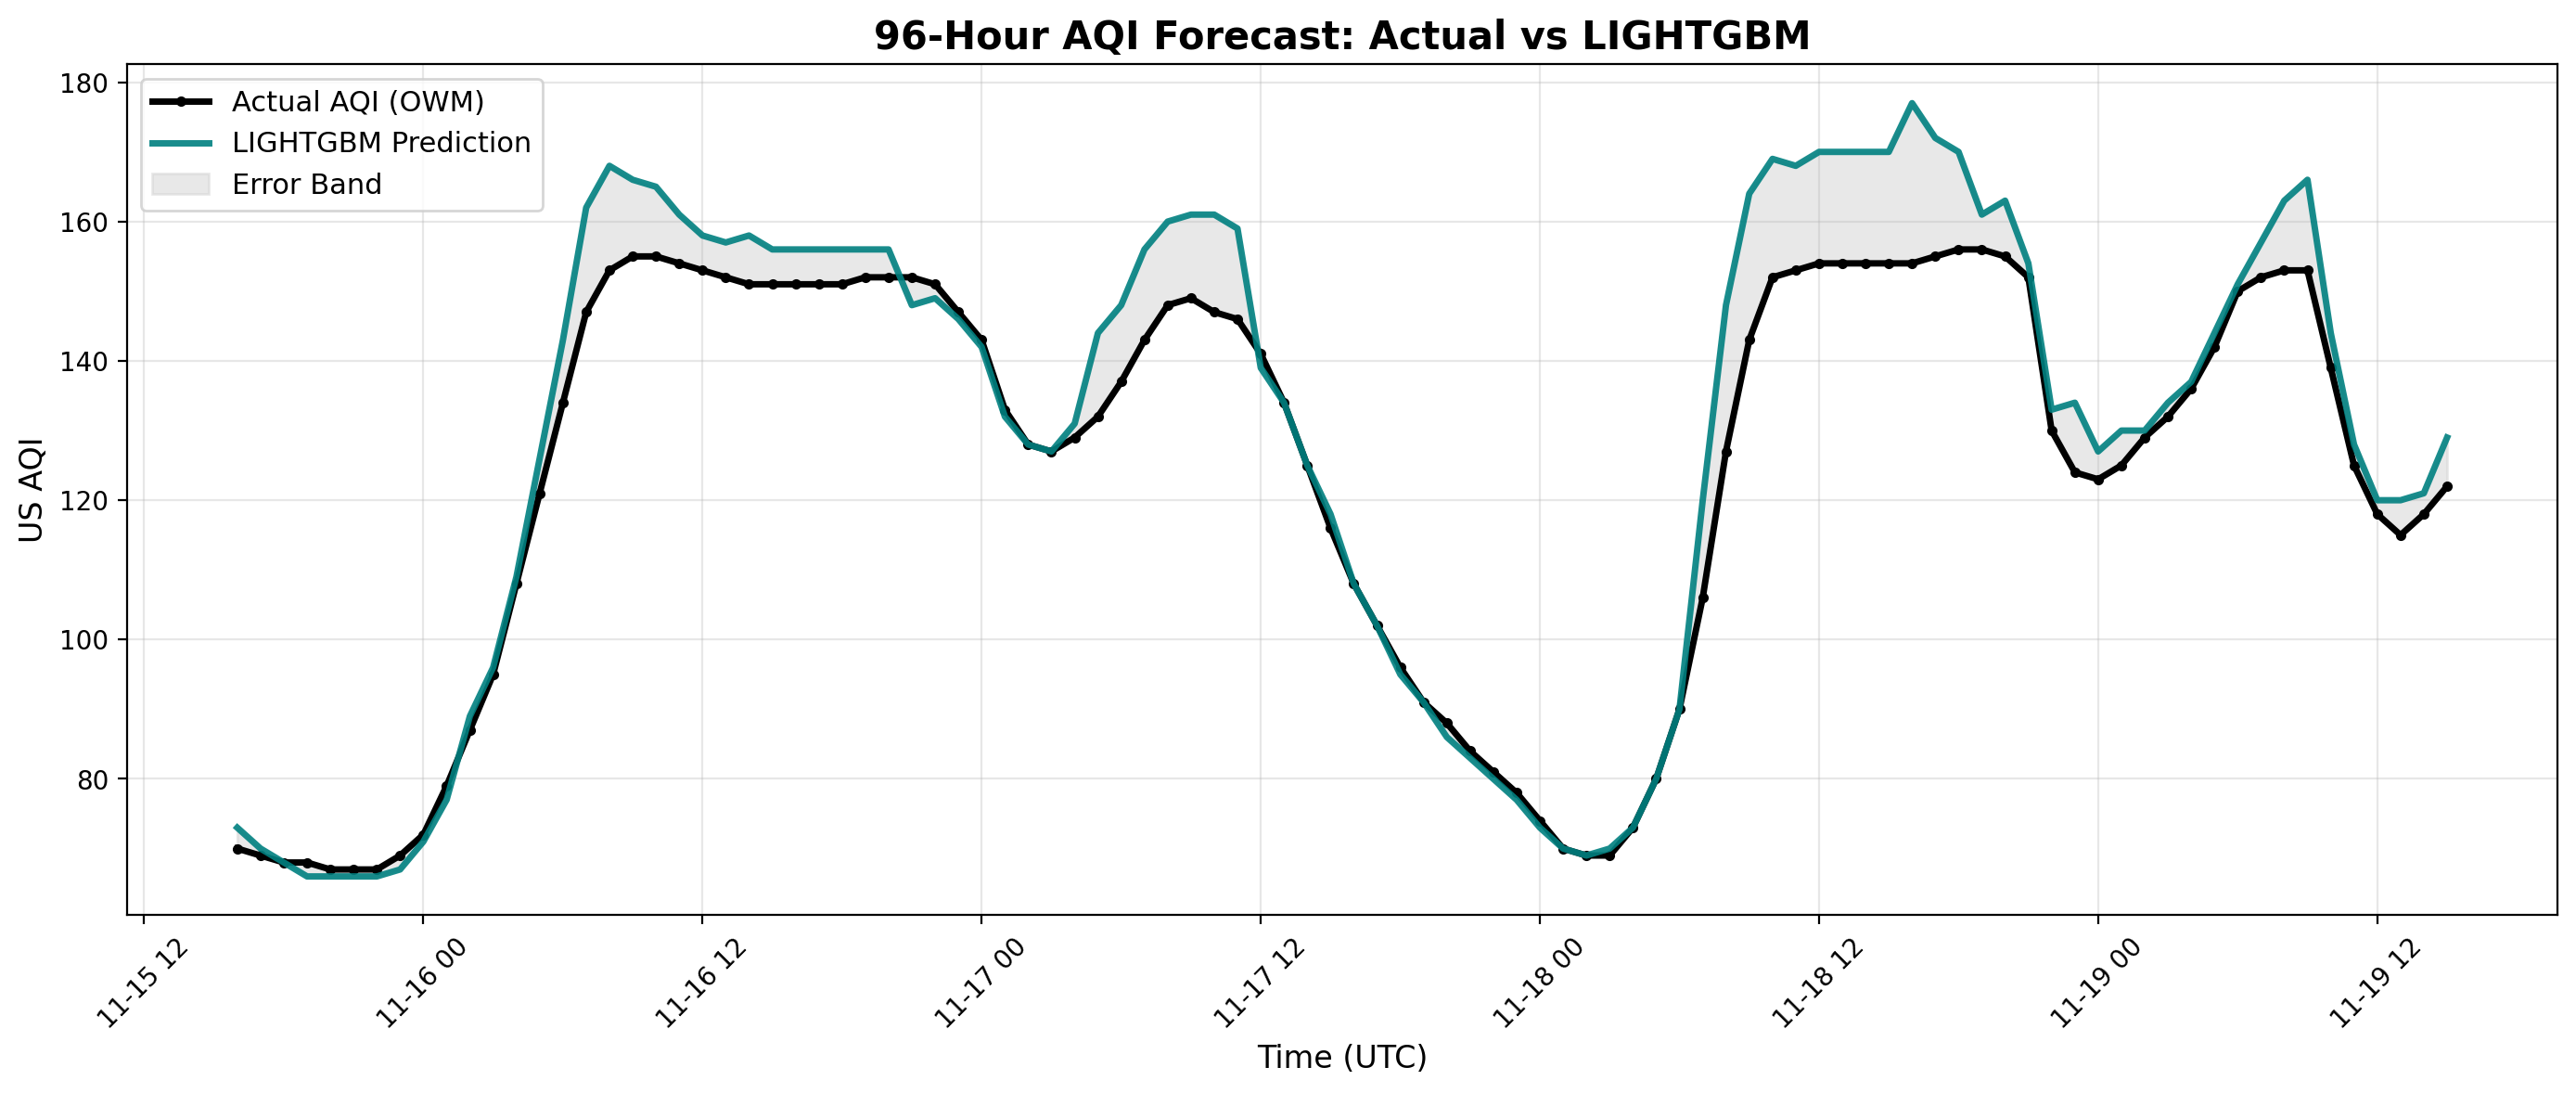 96-Hour AQI Forecast: Actual vs LIGHTGBM
Actual AQI (OWM)
LIGHTGBM Prediction
Error Band
US AQI
180
160
140
120
100
80
11-15 12
11-16 00
11-16 12
11-17 00
11-17 12
11-18 00
11-18 12
11-19 00
11-19 12
Time (UTC)